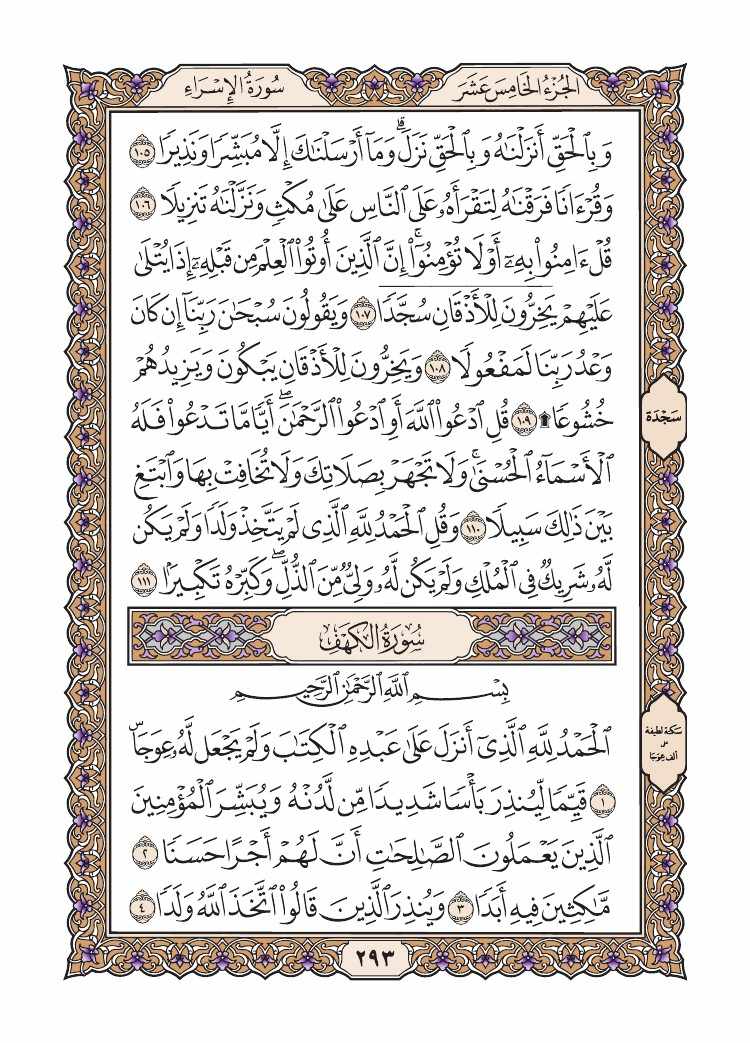 الجُزْءُ الخَامِسَ عَشَرَ
سُورَةُ الإِسْرَاءِ
وَبِٱلْحَقِّ أَنزَلْنَٰهُ وَبِٱلْحَقِّ نَزَلَ ۗ وَمَآ أَرْسَلْنَٰكَ إِلَّا مُبَشِّرًا وَنَذِيرًا ١٠٥
وَقُرْءَانًا فَرَقْنَٰهُ لِتَقْرَأَهُۥ عَلَى ٱلنَّاسِ عَلَىٰ مُكْثٍ وَنَزَّلْنَٰهُ تَنزِيلًا ١٠٦
قُلْ ءَامِنُوا۟ بِهِۦٓ أَوْ لَا تُؤْمِنُوٓا۟ ۚ إِنَّ ٱلَّذِينَ أُوتُوا۟ ٱلْعِلْمَ مِن قَبْلِهِۦٓ إِذَا يُتْلَىٰ
عَلَيْهِمْ يَخِرُّونَ لِلْأَذْقَانِ سُجَّدًا ١٠٧ وَيَقُولُونَ سُبْحَٰنَ رَبِّنَآ إِن كَانَ
وَعْدُ رَبِّنَا لَمَفْعُولًا ١٠٨ وَيَخِرُّونَ لِلْأَذْقَانِ يَبْكُونَ وَيَزِيدُهُمْ
خُشُوعًا ۩ ١٠٩ قُلِ ٱدْعُوا۟ ٱللَّهَ أَوِ ٱدْعُوا۟ ٱلرَّحْمَٰنَ ۖ أَيًّا مَّا تَدْعُوا۟ فَلَهُ
سَجْدَة
ٱلْأَسْمَآءُ ٱلْحُسْنَىٰ ۚ وَلَا تَجْهَرْ بِصَلَاتِكَ وَلَا تُخَافِتْ بِهَا وَٱبْتَغِ
بَيْنَ ذَٰلِكَ سَبِيلًا ١١٠ وَقُلِ ٱلْحَمْدُ لِلَّهِ ٱلَّذِى لَمْ يَتَّخِذْ وَلَدًا وَلَمْ يَكُن
لَّهُۥ شَرِيكٌ فِى ٱلْمُلْكِ وَلَمْ يَكُن لَّهُۥ وَلِىٌّ مِّنَ ٱلذُّلِّ ۖ وَكَبِّرْهُ تَكْبِيرًۢا ١١١
سُورَةُ الكَهْفِ
بِسْمِ ٱللَّهِ ٱلرَّحْمَٰنِ ٱلرَّحِيمِ
ٱلْحَمْدُ لِلَّهِ ٱلَّذِىٓ أَنزَلَ عَلَىٰ عَبْدِهِ ٱلْكِتَٰبَ وَلَمْ يَجْعَل لَّهُۥ عِوَجَاۜ
سكتة لطيفة
على
ألف عِوَجَا
١ قَيِّمًا لِّيُنذِرَ بَأْسًا شَدِيدًا مِّن لَّدُنْهُ وَيُبَشِّرَ ٱلْمُؤْمِنِينَ
ٱلَّذِينَ يَعْمَلُونَ ٱلصَّٰلِحَٰتِ أَنَّ لَهُمْ أَجْرًا حَسَنًا ٢
مَّٰكِثِينَ فِيهِ أَبَدًا ٣ وَيُنذِرَ ٱلَّذِينَ قَالُوا۟ ٱتَّخَذَ ٱللَّهُ وَلَدًا ٤
٢٩٣